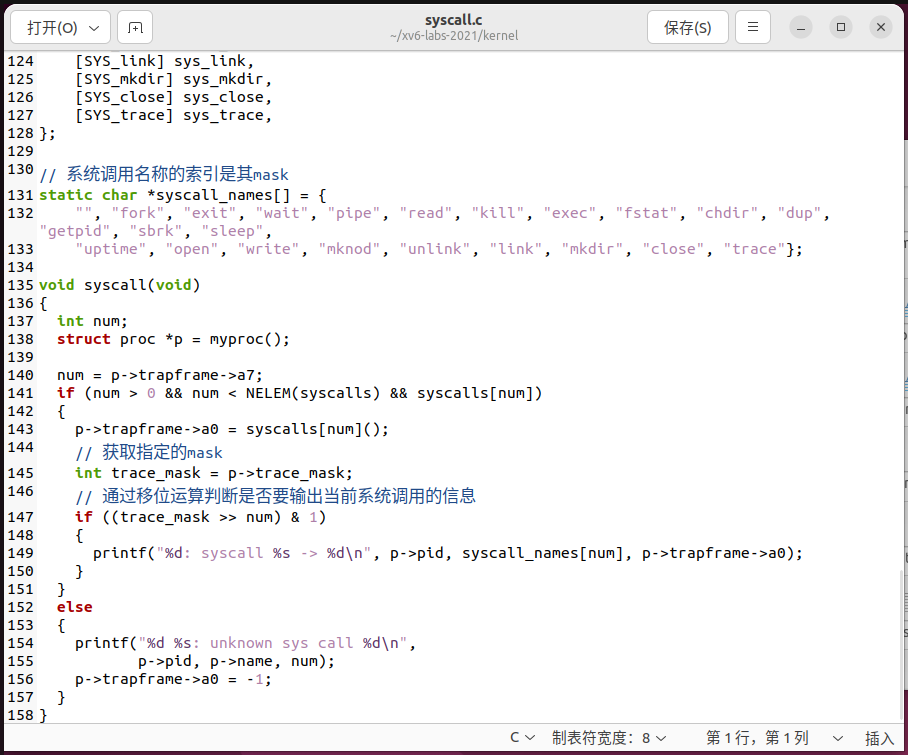 打开(O)
syscall.c
~/xv6-labs-2021/kernel
保存(S)
124     [SYS_link] sys_link,
125     [SYS_mkdir] sys_mkdir,
126     [SYS_close] sys_close,
127     [SYS_trace] sys_trace,
128 };
129
130 // 系统调用名称的索引是其mask
131 static char *syscall_names[] = {
132     "", "fork", "exit", "wait", "pipe", "read", "kill", "exec", "fstat", "chdir", "dup",
"getpid", "sbrk", "sleep",
133     "uptime", "open", "write", "mknod", "unlink", "link", "mkdir", "close", "trace"};
134
135 void syscall(void)
136 {
137   int num;
138   struct proc *p = myproc();
139
140   num = p->trapframe->a7;
141   if (num > 0 && num < NELEM(syscalls) && syscalls[num])
142   {
143     p->trapframe->a0 = syscalls[num]();
144     // 获取指定的mask
145     int trace_mask = p->trace_mask;
146     // 通过移位运算判断是否要输出当前系统调用的信息
147     if ((trace_mask >> num) & 1)
148     {
149       printf("%d: syscall %s -> %d\n", p->pid, syscall_names[num], p->trapframe->a0);
150     }
151   }
152   else
153   {
154     printf("%d %s: unknown sys call %d\n",
155            p->pid, p->name, num);
156     p->trapframe->a0 = -1;
157   }
158 }
C 制表符宽度：8 第 1 行，第 1 列 插入